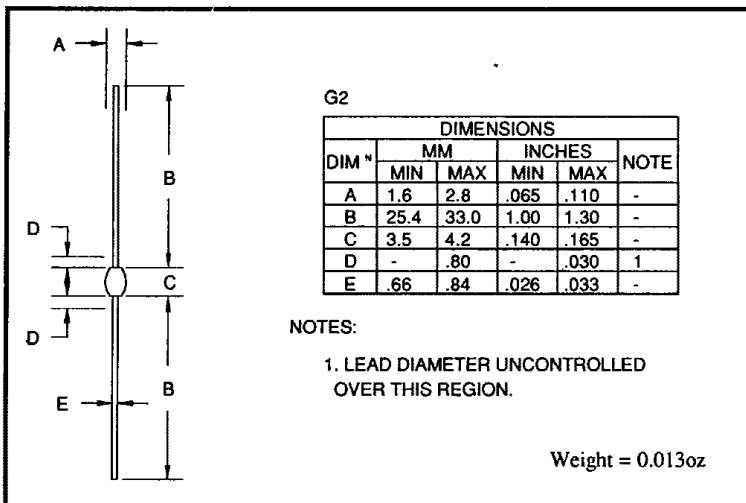 A
B
D
C
D
E
B
G2
DIMENSIONS
DIM N MM INCHES NOTE
MIN MAX MIN MAX
A 1.6 2.8 .065 .110 -
B 25.4 33.0 1.00 1.30 -
C 3.5 4.2 .140 .165 -
D - .80 - .030 1
E .66 .84 .026 .033 -
NOTES:
1. LEAD DIAMETER UNCONTROLLED
OVER THIS REGION.
Weight = 0.013oz